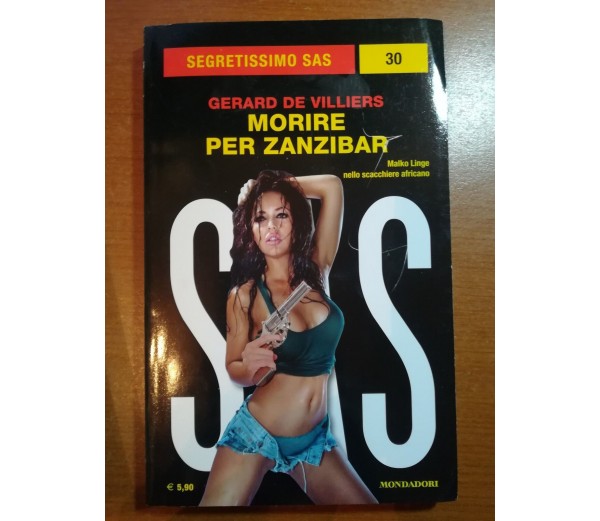 SEGRETISSIMO SAS 30
GERARD DE VILLIERS
MORIRE
PER ZANZIBAR
Malko Linge
nello scacchiere africano
SAS
€ 5,90
MONDADORI